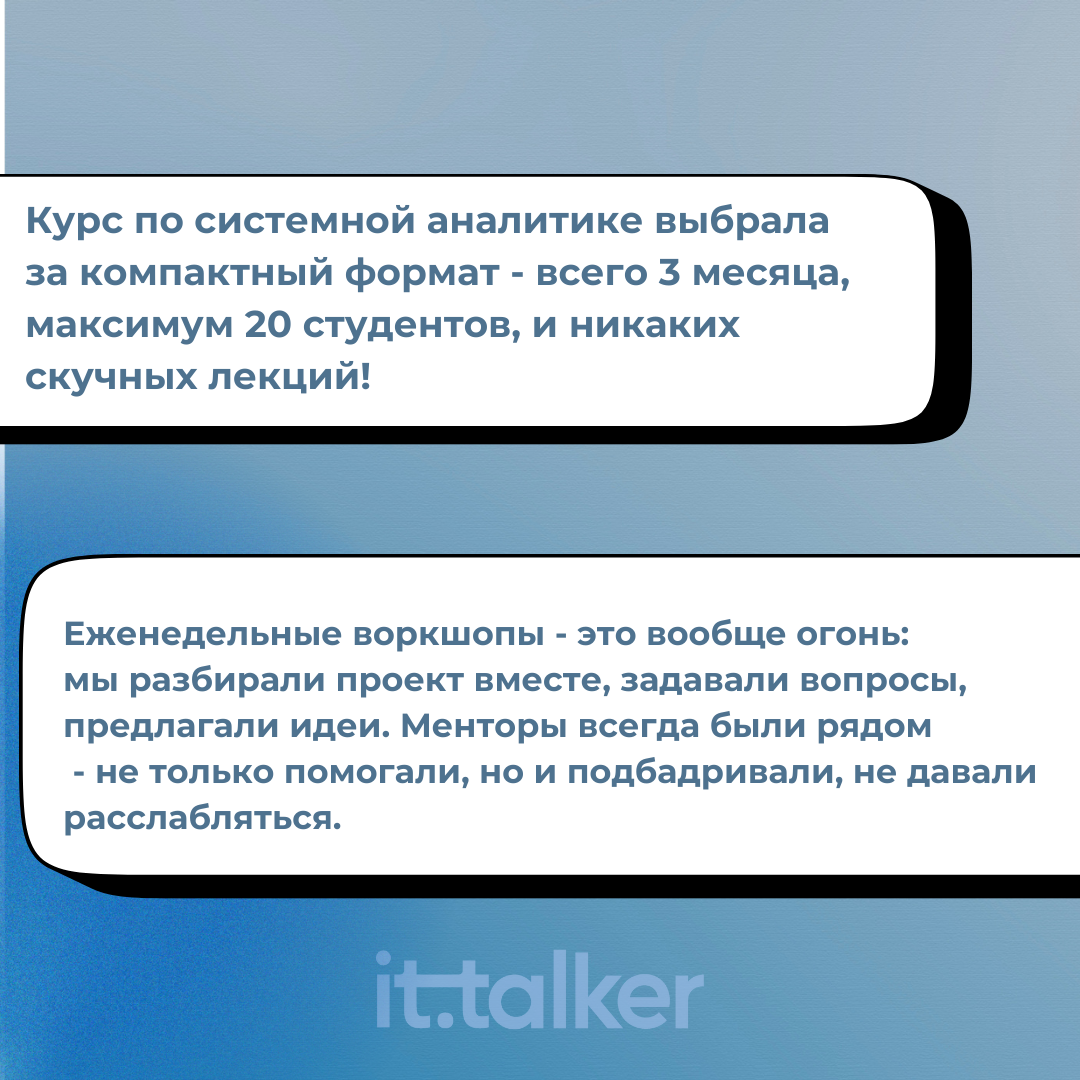 Курс по системной аналитике выбрала
за компактный формат - всего 3 месяца,
максимум 20 студентов, и никаких
скучных лекций!
Еженедельные воркшопы - это вообще огонь:
мы разбирали проект вместе, задавали вопросы,
предлагали идеи. Менторы всегда были рядом
- не только помогали, но и подбадривали, не давали
расслабляться.
it.talker